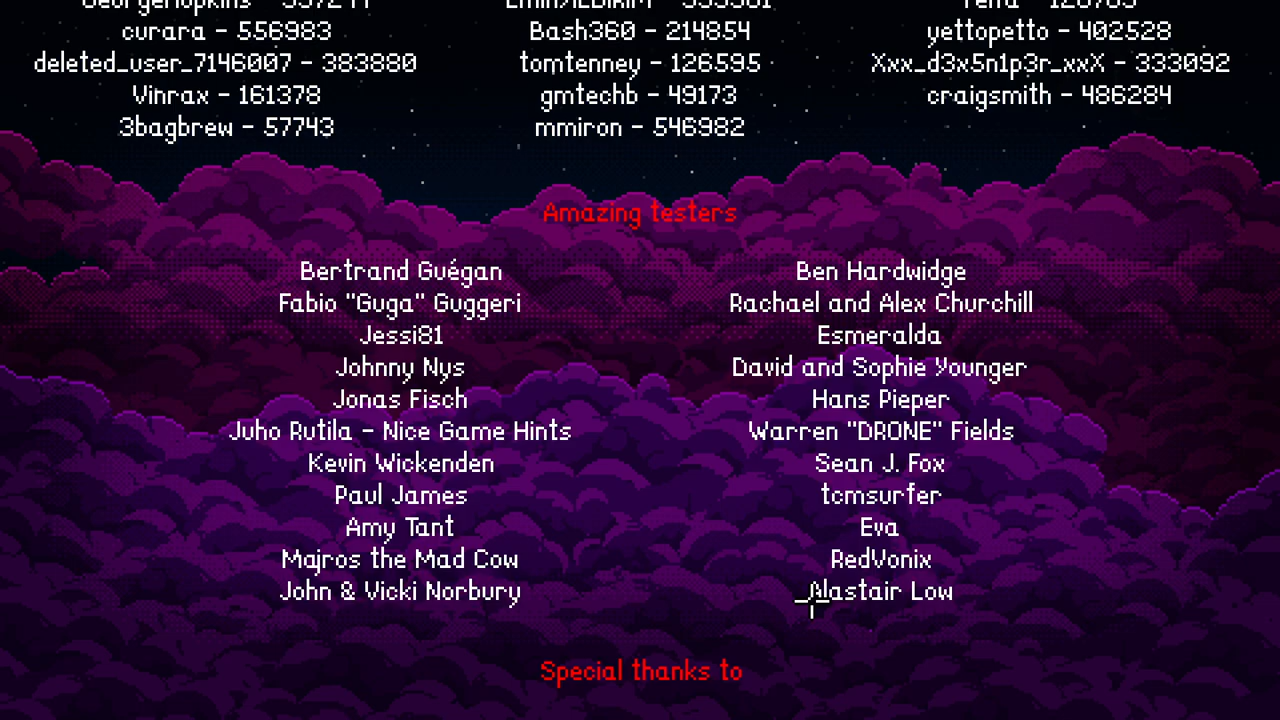 curara - 556983
Bash360 - 214854
yettopetto - 402528
deleted_user_7146007 - 383880
tomtenney - 126595
Xxx_d3x5n1p3r_xxX - 333092
Vinrax - 161378
gmtechb - 49173
craigsmith - 486284
3bagbrew - 57743
mmiron - 546982
Amazing testers
Bertrand Guégan
Ben Hardwidge
Fabio "Guga" Guggeri
Rachael and Alex Churchill
Jessi81
Esmeralda
Johnny Nys
David and Sophie Younger
Jonas Fisch
Hans Pieper
Juho Rutila - Nice Game Hints
Warren "DRONE" Fields
Kevin Wickenden
Sean J. Fox
Paul James
tcmsurfer
Amy Tant
Eva
Majros the Mad Cow
RedVonix
John & Vicki Norbury
Alastair Low
Special thanks to